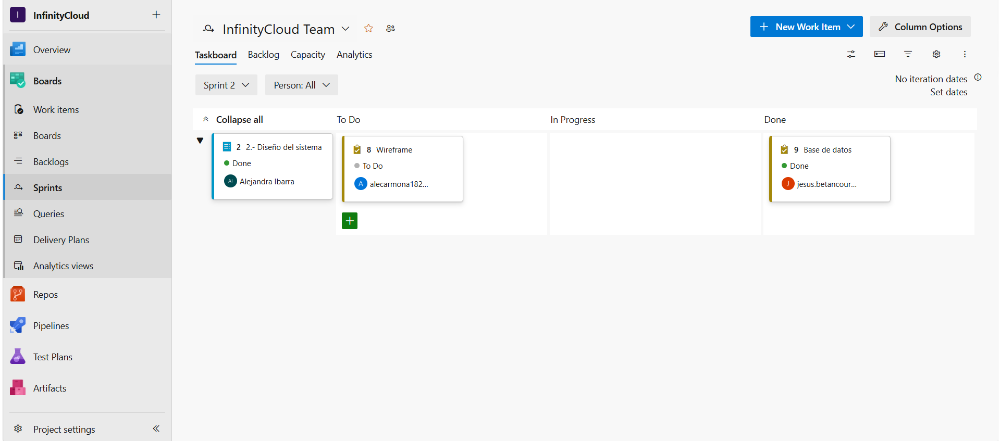 I InfinityCloud
Overview
Boards
Work items
Boards
Backlogs
Sprints
Queries
Delivery Plans
Analytics views
Repos
Pipelines
Test Plans
Artifacts
Project settings
InfinityCloud Team
New Work Item
Column Options
Taskboard Backlog Capacity Analytics
Sprint 2 Person: All
No iteration dates
Set dates
Collapse all To Do In Progress Done
2 2.- Diseño del sistema
Done
AI Alejandra Ibarra
8 Wireframe
To Do
A alecarmona182...
9 Base de datos
Done
J jesus.betancour...